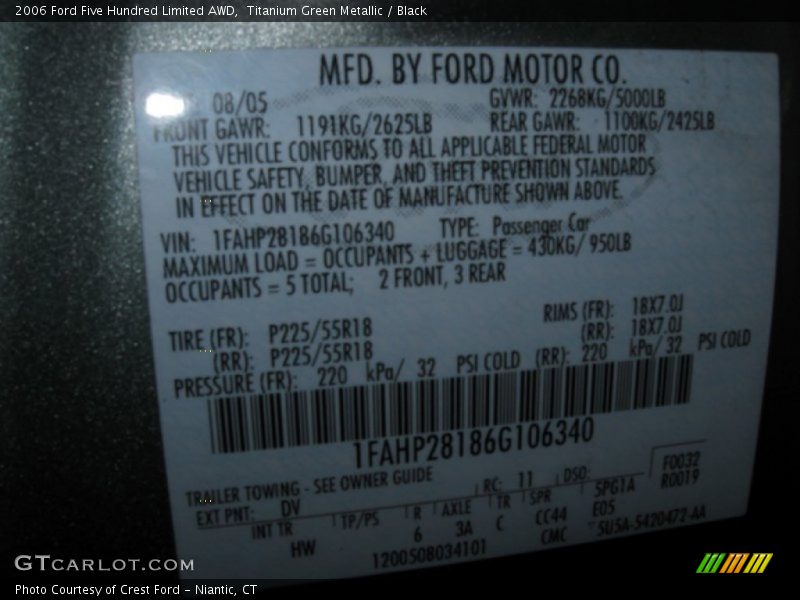 2006 Ford Five Hundred Limited AWD, Titanium Green Metallic / Black
MFD. BY FORD MOTOR CO.
08/05 GVWR: 2268KG/5000LB
FRONT GAWR: 1191KG/2625LB REAR GAWR: 1100KG/2425LB
THIS VEHICLE CONFORMS TO ALL APPLICABLE FEDERAL MOTOR
VEHICLE SAFETY, BUMPER, AND THEFT PREVENTION STANDARDS
IN EFFECT ON THE DATE OF MANUFACTURE SHOWN ABOVE.
VIN: 1FAHP28186G106340 TYPE: Passenger Car
MAXIMUM LOAD = OCCUPANTS + LUGGAGE = 430KG/ 950LB
OCCUPANTS = 5 TOTAL; 2 FRONT, 3 REAR
TIRE (FR): P225/55R18 RIMS (FR): 18X7.0J
(RR): P225/55R18 (RR): 18X7.0J
PRESSURE (FR): 220 kPa/ 32 PSI COLD (RR): 220 kPa/ 32 PSI COLD
1FAHP28186G106340
TRAILER TOWING - SEE OWNER GUIDE
EXT PNT: DV RC: 11 DSO: F0032
R0019
INT TR TP/PS R AXLE TR SPR SPG1A
HW 6 3A C CC44 E05
1200508034101 CMC 5U5A-5420472-AA
GTCARLOT.COM
Photo Courtesy of Crest Ford - Niantic, CT